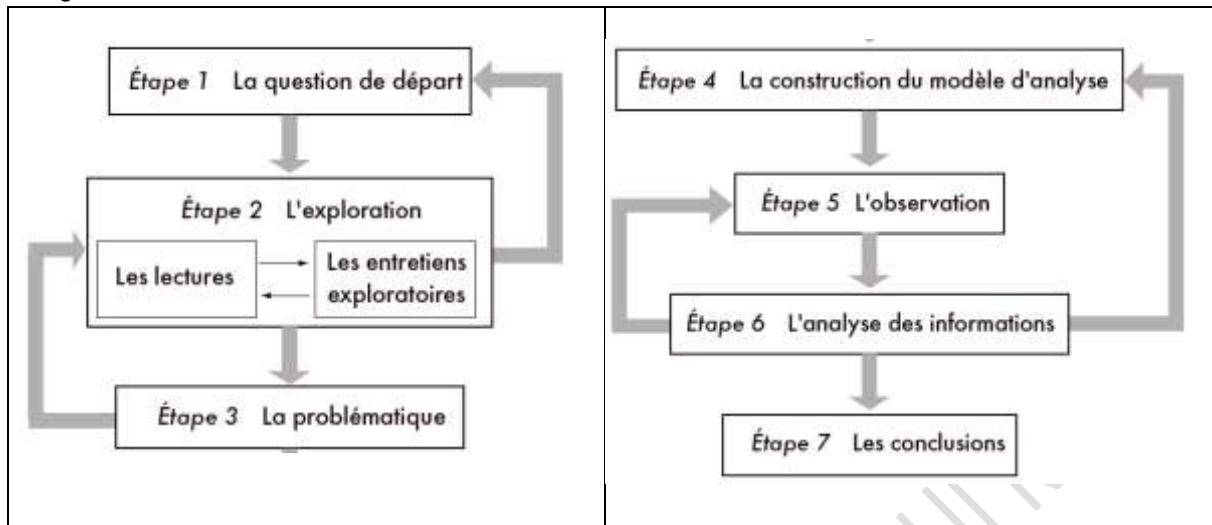 Étape 1 La question de départ
Étape 2 L'exploration
Les lectures
Les entretiens
exploratoires
Étape 3 La problématique
Étape 4 La construction du modèle d'analyse
Étape 5 L'observation
Étape 6 L'analyse des informations
Étape 7 Les conclusions